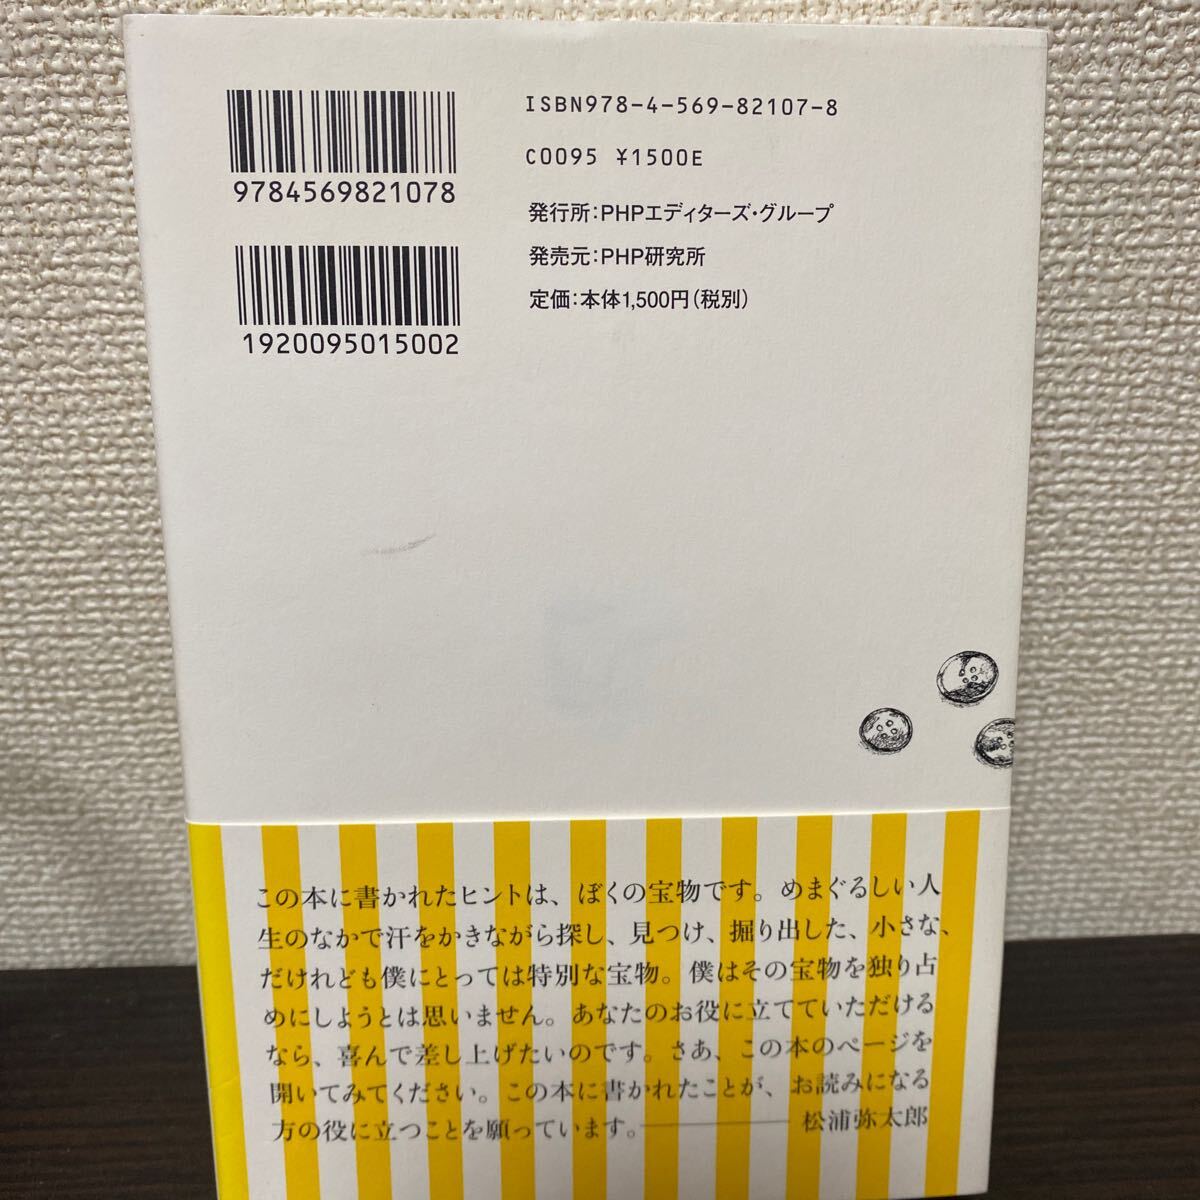 9784569821078
1920095015002
ISBN978-4-569-82107-8
C0095 ¥1500E
発行所:PHPエディターズ・グループ
発売元:PHP研究所
定価:本体1,500円(税別)
この本に書かれたヒントは、ぼくの宝物です。めまぐるしい人
生のなかで汗をかきながら探し、見つけ、掘り出した、小さな、
だけれども僕にとっては特別な宝物。僕はその宝物を独り占
めにしようとは思いません。あなたのお役に立てていただける
なら、喜んで差し上げたいのです。さあ、この本のページを
開いてみてください。この本に書かれたことが、お読みになる
方の役に立つことを願っています。――― 松浦弥太郎